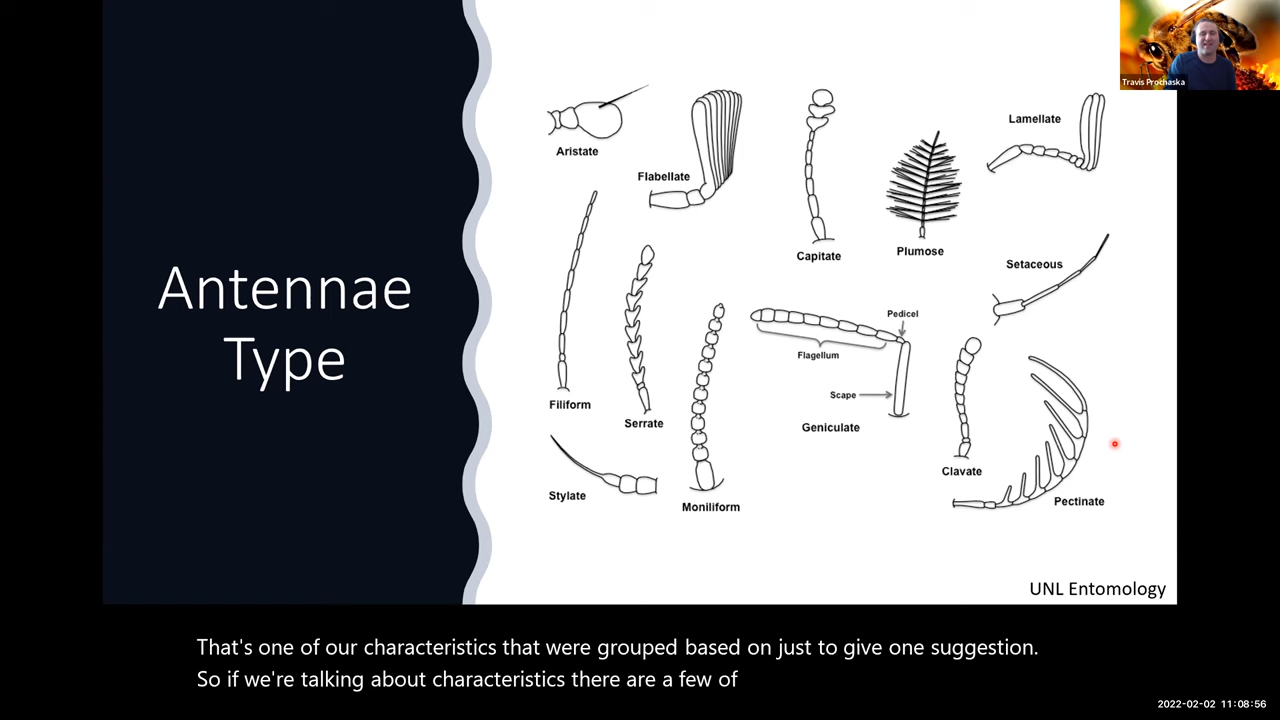 Travis Prochaska
Antennae
Type
Aristate
Flabellate
Capitate
Plumose
Lamellate
Setaceous
Filiform
Serrate
Moniliform
Stylate
Pedicel
Flagellum
Scape
Geniculate
Clavate
Pectinate
UNL Entomology
That's one of our characteristics that were grouped based on just to give one suggestion.
So if we're talking about characteristics there are a few of
2022-02-02 11:08:56